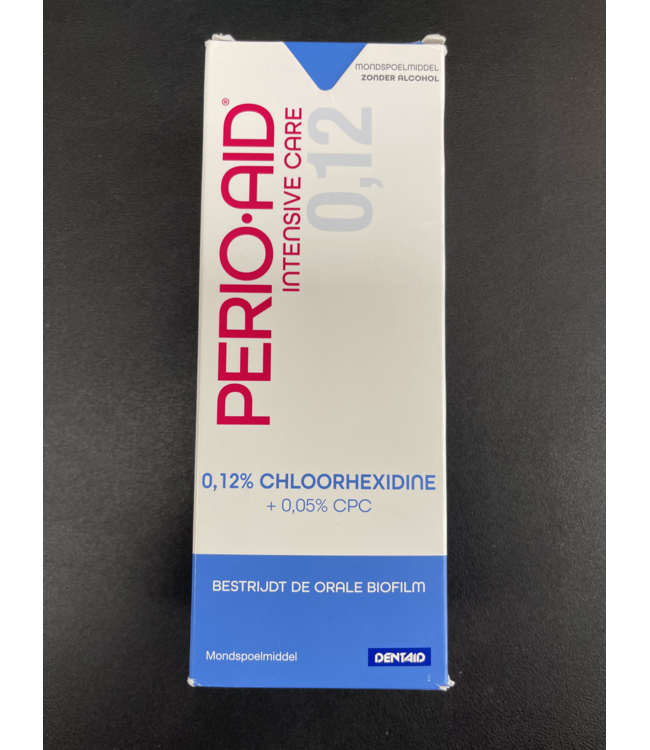 MONDSPOELMIDDEL
ZONDER ALCOHOL
PERIO·AID®
INTENSIVE CARE
0,12
0,12% CHLOORHEXIDINE
+ 0,05% CPC
BESTRIJDT DE ORALE BIOFILM
Mondspoelmiddel
DENTAID